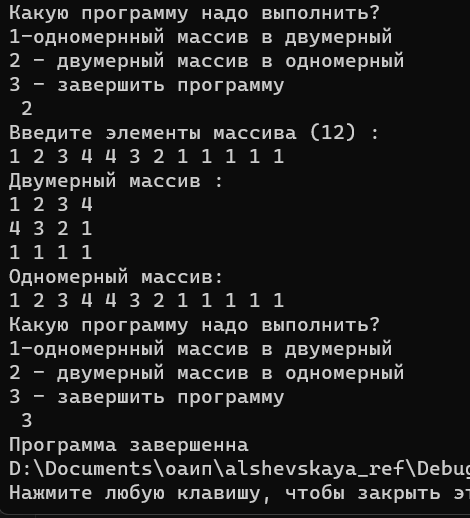 Какую программу надо выполнить?
1-одномернный массив в двумерный
2 - двумерный массив в одномерный
3 - завершить программу
2
Введите элементы массива (12) :
1 2 3 4 4 3 2 1 1 1 1 1
Двумерный массив :
1 2 3 4
4 3 2 1
1 1 1 1
Одномерный массив:
1 2 3 4 4 3 2 1 1 1 1 1
Какую программу надо выполнить?
1-одномернный массив в двумерный
2 - двумерный массив в одномерный
3 - завершить программу
3
Программа завершенна
D:\Documents\оаип\alshevskaya_ref\Debug
Нажмите любую клавишу, чтобы закрыть эт